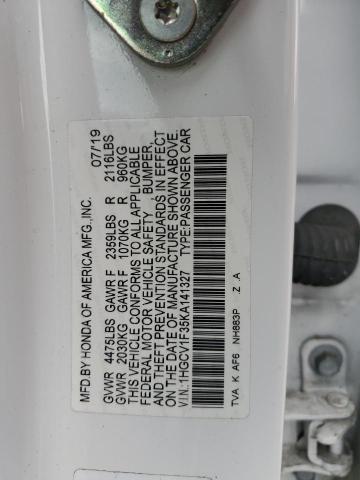 MFD.BY HONDA OF AMERICA MFG.,INC. 07/19
GVWR 4475LBS GAWR F 2359LBS R 2116LBS
GVWR 2030KG GAWR F 1070KG R 960KG
THIS VEHICLE CONFORMS TO ALL APPLICABLE
FEDERAL MOTOR VEHICLE SAFETY , BUMPER,
AND THEFT PREVENTION STANDARDS IN EFFECT
ON THE DATE OF MANUFACTURE SHOWN ABOVE.
V.I.N.:1HGCV1F35KA141327 TYPE:PASSENGER CAR
TVA K AF6 NH883P Z .A